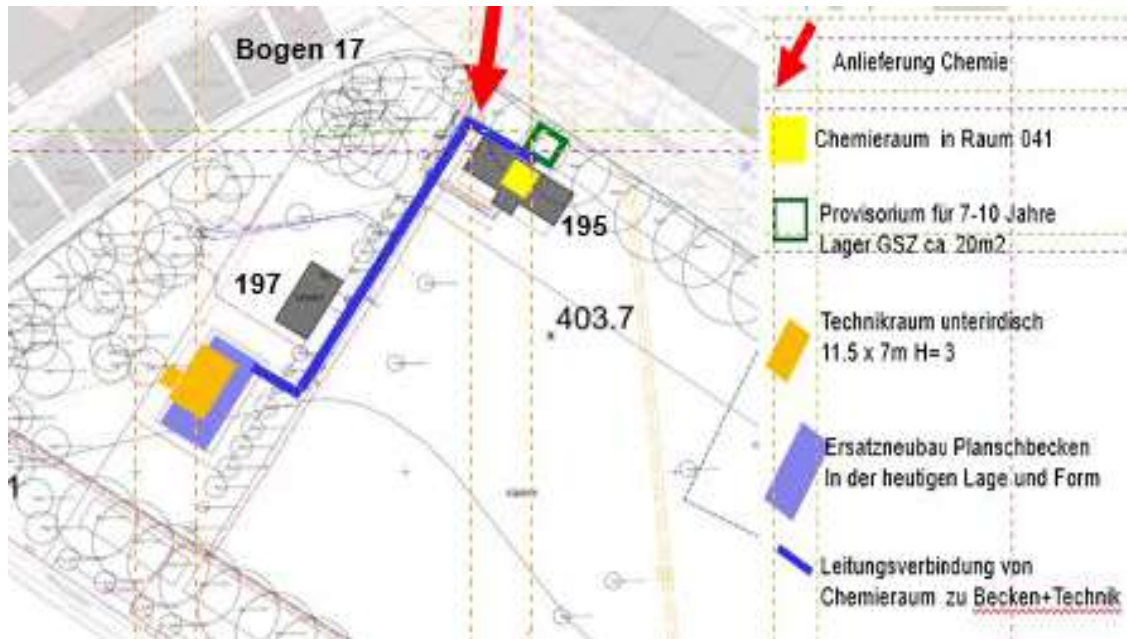 Bogen 17
195
197
403.7
1
Anlieferung Chemie
Chemieraum in Raum 041
Provisorium für 7-10 Jahre
Lager GSZ ca. 20m2
Technikraum unterirdisch
11.5 x 7m H= 3
Ersatzneubau Planschbecken
In der heutigen Lage und Form
Leitungsverbindung von
Chemieraum zu Becken+Technik